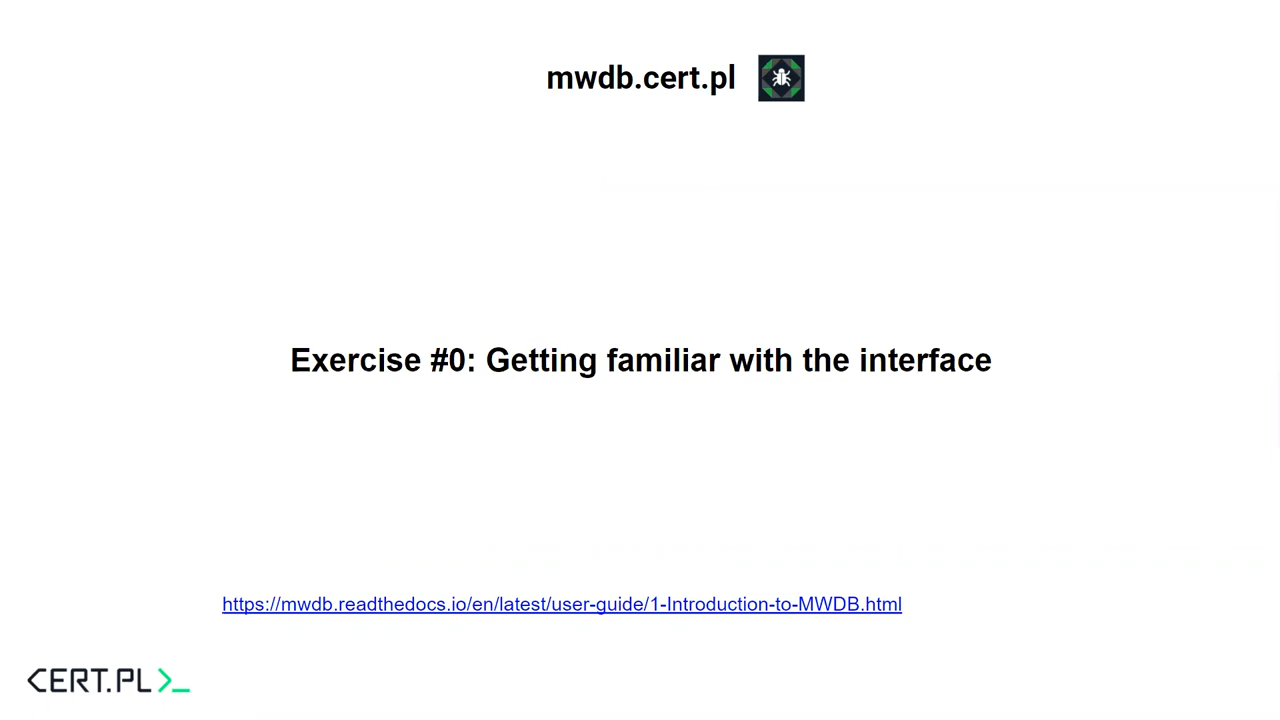 mwdb.cert.pl
Exercise #0: Getting familiar with the interface
https://mwdb.readthedocs.io/en/latest/user-guide/1-Introduction-to-MWDB.html
CERT.PL>_